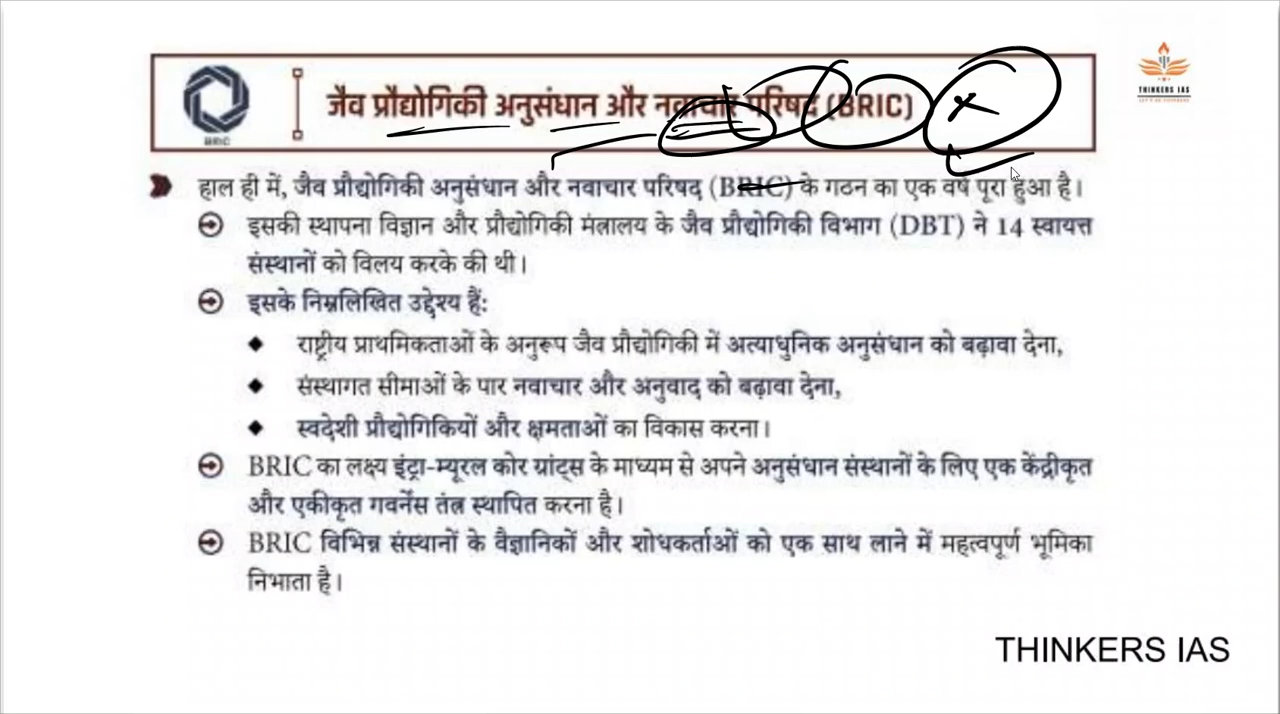 जैव प्रौद्योगिकी अनुसंधान और नवाचार परिषद (BRIC)
BRIC
THINKERS IAS
हाल ही में, जैव प्रौद्योगिकी अनुसंधान और नवाचार परिषद (BRIC) के गठन का एक वर्ष पूरा हुआ है।
इसकी स्थापना विज्ञान और प्रौद्योगिकी मंत्रालय के जैव प्रौद्योगिकी विभाग (DBT) ने 14 स्वायत्त
संस्थानों को विलय करके की थी।
इसके निम्नलिखित उद्देश्य हैं:
राष्ट्रीय प्राथमिकताओं के अनुरूप जैव प्रौद्योगिकी में अत्याधुनिक अनुसंधान को बढ़ावा देना,
संस्थागत सीमाओं के पार नवाचार और अनुवाद को बढ़ावा देना,
स्वदेशी प्रौद्योगिकियों और क्षमताओं का विकास करना।
BRIC का लक्ष्य इंट्रा-म्यूरल कोर ग्रांट्स के माध्यम से अपने अनुसंधान संस्थानों के लिए एक केंद्रीकृत
और एकीकृत गवर्नेंस तंत्र स्थापित करना है।
BRIC विभिन्न संस्थानों के वैज्ञानिकों और शोधकर्ताओं को एक साथ लाने में महत्वपूर्ण भूमिका
निभाता है।
THINKERS IAS